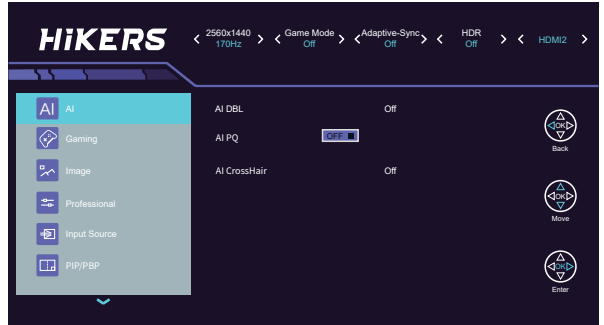 HiKERS
2560x1440
170Hz
Game Mode
Off
Adaptive-Sync
Off
HDR
Off
HDMI2
AI AI
Gaming
Image
Professional
Input Source
PIP/PBP
AI DBL Off
AI PQ OFF
AI CrossHair Off
OK
Back
OK
Move
OK
Enter